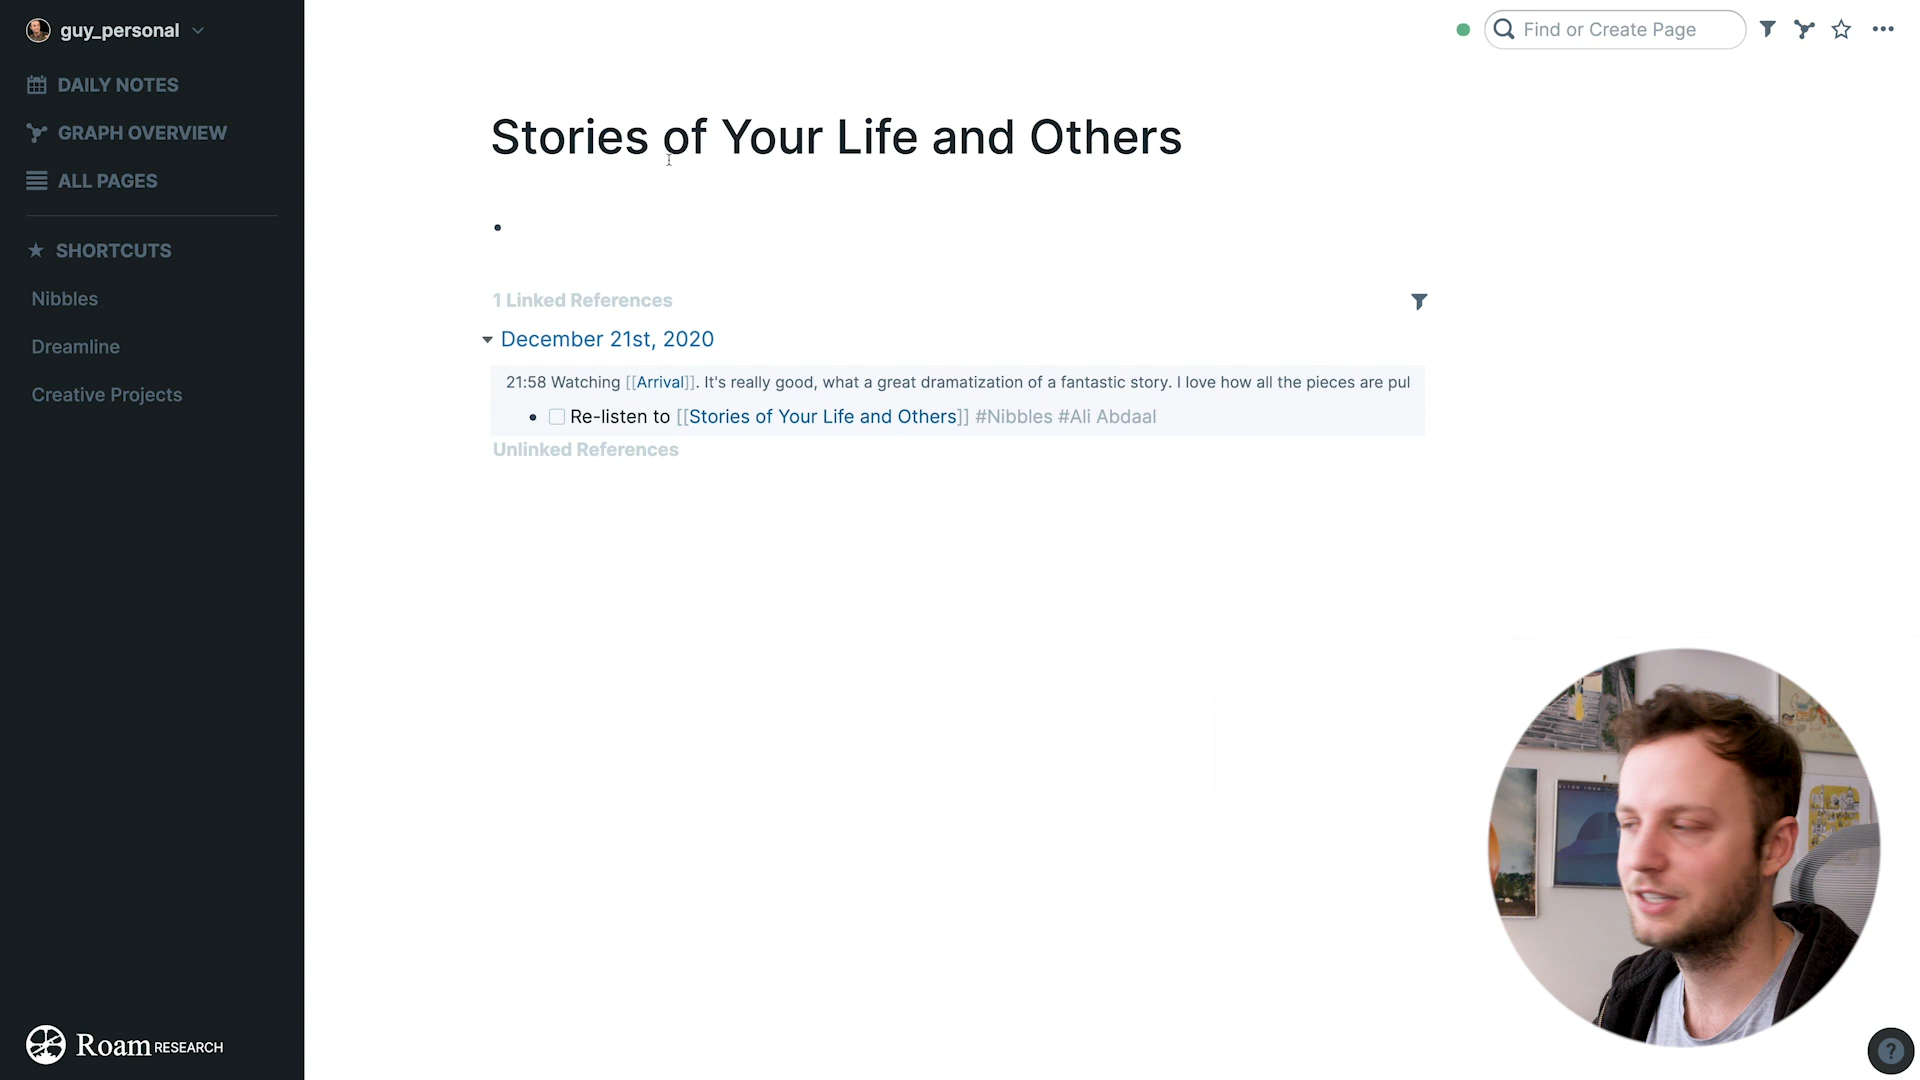 guy_personal
DAILY NOTES
GRAPH OVERVIEW
ALL PAGES
SHORTCUTS
Nibbles
Dreamline
Creative Projects
Roam RESEARCH
Find or Create Page
Stories of Your Life and Others
1 Linked References
December 21st, 2020
21:58 Watching [[Arrival]]. It's really good, what a great dramatization of a fantastic story. I love how all the pieces are pul
Re-listen to [[Stories of Your Life and Others]] #Nibbles #Ali Abdaal
Unlinked References
?